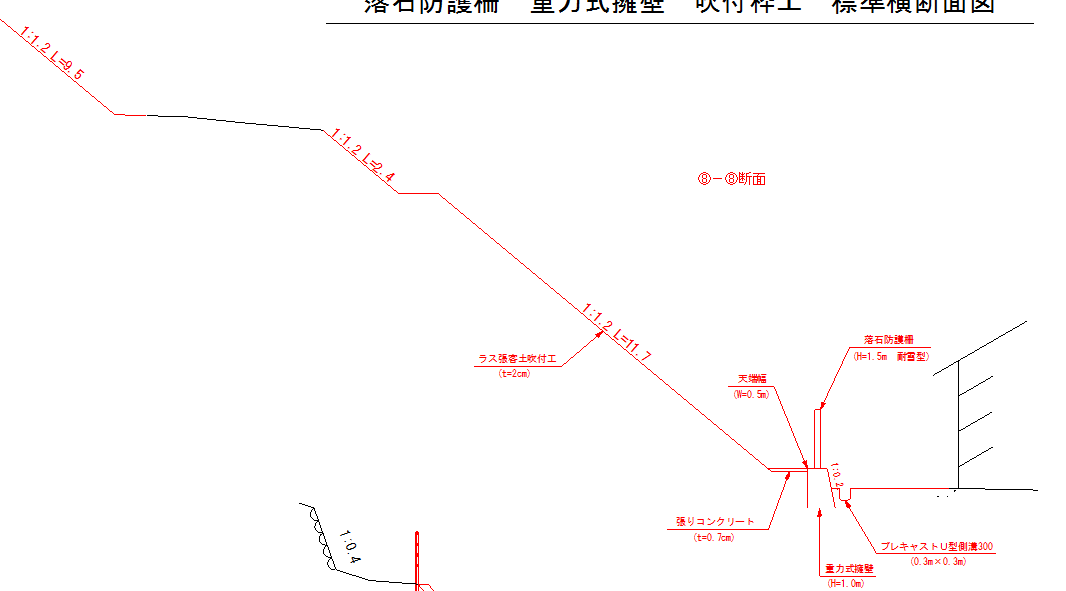 落石防護柵　重力式擁壁　吹付枠工　標準横断面図
1:1.2 L=9.5
1:1.2 L=2.4
⑧－⑧断面
1:1.2 L=11.7
落石防護柵
(H=1.5m　耐雪型)
ラス張客土吹付工
(t=2cm)
天端幅
(W=0.5m)
1:0.2
張りコンクリート
(t=0.7cm)
1:0.4
プレキャストU型側溝300
(0.3m×0.3m)
重力式擁壁
(H=1.0m)